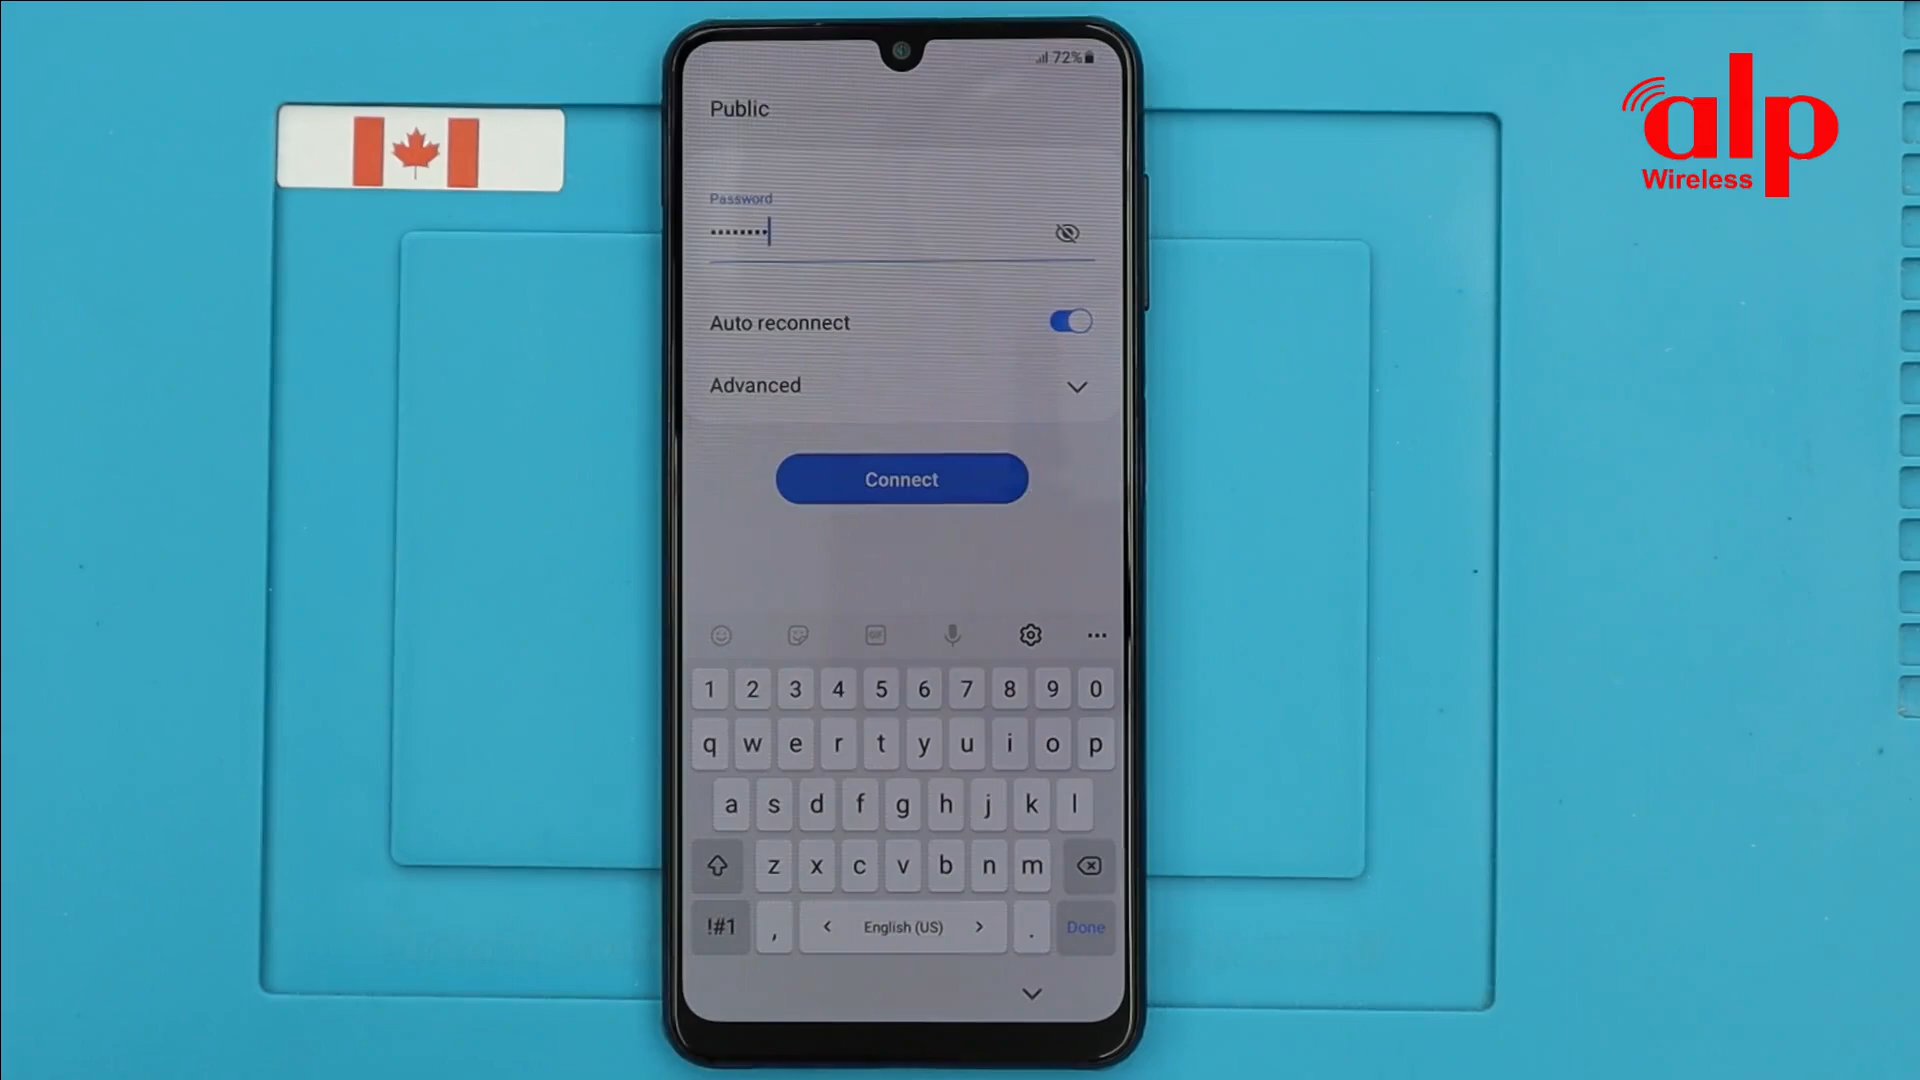 72%
Public
Password
Auto reconnect
Advanced
Connect
GIF
1 2 3 4 5 6 7 8 9 0
q w e r t y u i o p
a s d f g h j k l
z x c v b n m
!#1 , < English (US) > . Done
alp
Wireless